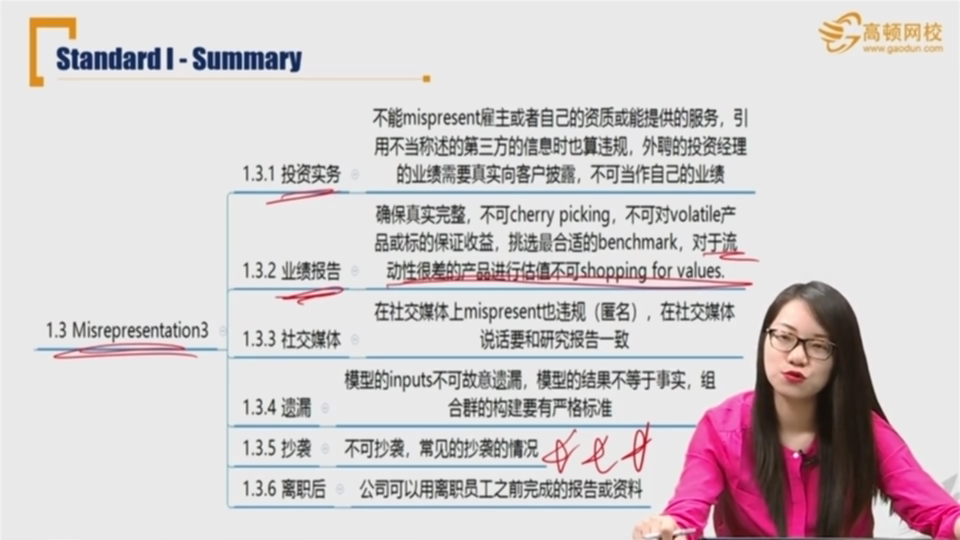 Standard I - Summary
高顿网校
www.gaodun.com
1.3 Misrepresentation3
1.3.1 投资实务
不能mispresent雇主或者自己的资质或能提供的服务，引
用不当称述的第三方的信息时也算违规，外聘的投资经理
的业绩需要真实向客户披露，不可当作自己的业绩
1.3.2 业绩报告
确保真实完整，不可cherry picking，不可对volatile产
品或标的保证收益，挑选最合适的benchmark，对于流
动性很差的产品进行估值不可shopping for values.
1.3.3 社交媒体
在社交媒体上mispresent也违规（匿名），在社交媒体
说话要和研究报告一致
1.3.4 遗漏
模型的inputs不可故意遗漏，模型的结果不等于事实，组
合群的构建要有严格标准
1.3.5 抄袭
不可抄袭，常见的抄袭的情况
1.3.6 离职后
公司可以用离职员工之前完成的报告或资料